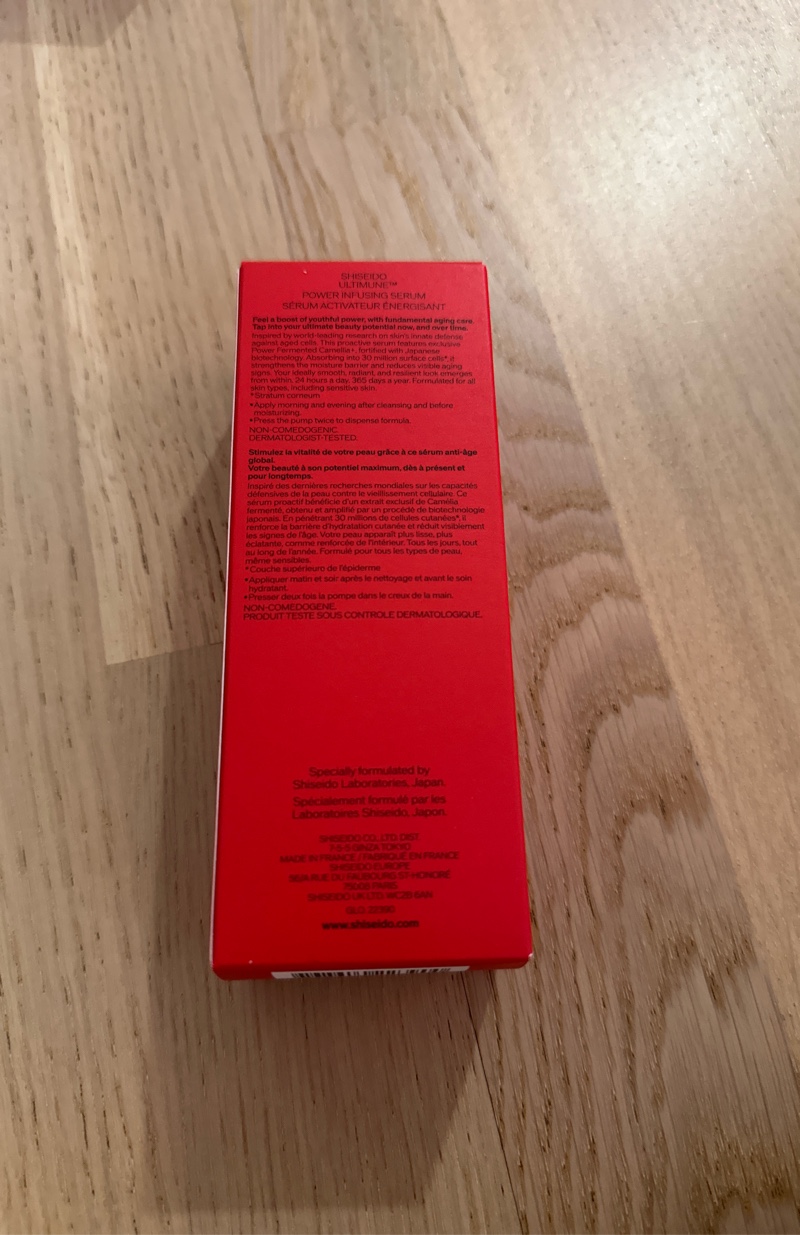 SHISEIDO
ULTIMUNE™
POWER INFUSING SERUM
SÉRUM ACTIVATEUR ÉNERGISANT
Feel a boost of youthful power, with fundamental aging care.
Tap into your ultimate beauty potential now, and over time.
Inspired by world-leading research on skin's innate defense
against aged cells. This proactive serum features exclusive
Power Fermented Camellia+, fortified with Japanese
biotechnology. Absorbing into 30 million surface cells*, it
strengthens the moisture barrier and reduces visible aging
signs. Your ideally smooth, radiant, and resilient look emerges
from within, 24 hours a day, 365 days a year. Formulated for all
skin types, including sensitive skin.
*Stratum corneum
•Apply morning and evening after cleansing and before
moisturizing.
•Press the pump twice to dispense formula.
NON-COMEDOGENIC.
DERMATOLOGIST-TESTED.
Stimulez la vitalité de votre peau grâce à ce sérum anti-âge
global.
Votre beauté à son potentiel maximum, dès à présent et
pour longtemps.
Inspiré des dernières recherches mondiales sur les capacités
défensives de la peau contre le vieillissement cellulaire. Ce
sérum proactif bénéficie d'un extrait exclusif de Camélia
fermenté, obtenu et amplifié par un procédé de biotechnologie
japonais. En pénétrant 30 millions de cellules cutanées*, il
renforce la barrière d'hydratation cutanée et réduit visiblement
les signes de l'âge. Votre peau apparaît plus lisse, plus
éclatante, comme renforcée de l'intérieur. Tous les jours, tout
au long de l'année. Formulé pour tous les types de peau,
même sensibles.
*Couche supérieure de l'épiderme
•Appliquer matin et soir après le nettoyage et avant le soin
hydratant.
•Presser deux fois la pompe dans le creux de la main.
NON-COMEDOGENE.
PRODUIT TESTE SOUS CONTROLE DERMATOLOGIQUE.
Specially formulated by
Shiseido Laboratories, Japan.
Spécialement formulé par les
Laboratoires Shiseido, Japon.
SHISEIDO CO., LTD. DIST.
7-5-5 GINZA TOKYO
MADE IN FRANCE / FABRIQUÉ EN FRANCE
SHISEIDO EUROPE
RUE DU FAUBOURG ST-HONORÉ
75008 PARIS
SHISEIDO UK LTD.
www.shiseido.com